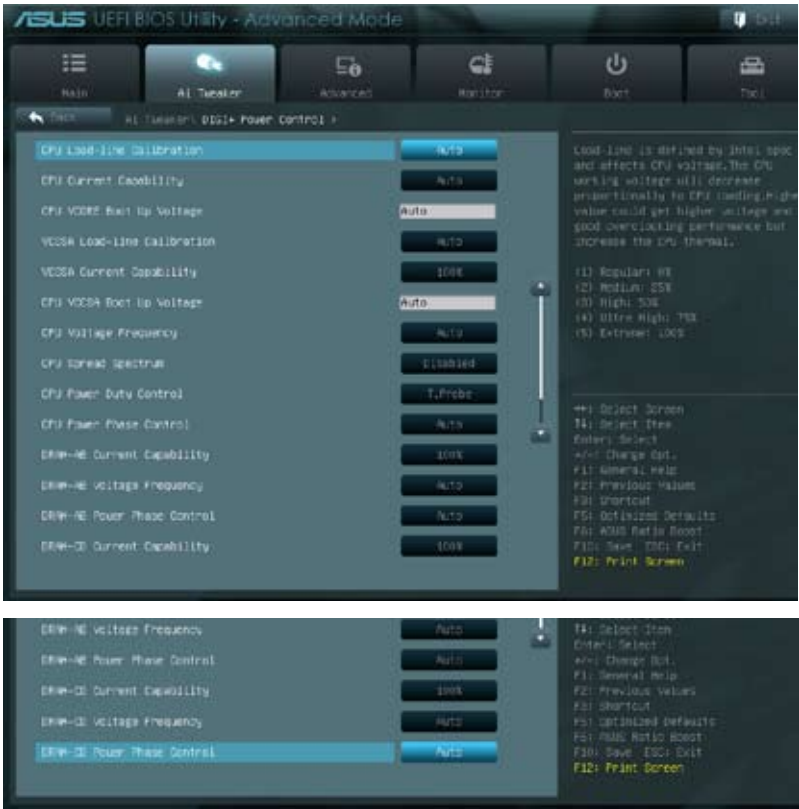 ASUS UEFI BIOS Utility - Advanced Mode
Exit
Main
Ai Tweaker
Advanced
Monitor
Boot
Tool
Back
Ai Tweaker\ DIGI+ Power Control >
CPU Load-line Calibration Auto
CPU Current Capability Auto
CPU VCORE Boot Up Voltage Auto
VCCSA Load-line Calibration Auto
VCCSA Current Capability 100%
CPU VCCSA Boot Up Voltage Auto
CPU Voltage Frequency Auto
CPU Spread Spectrum Disabled
CPU Power Duty Control T.Probe
CPU Power Phase Control Auto
DRAM-AB Current Capability 100%
DRAM-AB Voltage Frequency Auto
DRAM-AB Power Phase Control Auto
DRAM-CD Current Capability 100%
Load-line is defined by Intel spec
and affects CPU voltage.The CPU
working voltage will decrease
proportionally to CPU loading.Highe
value could get higher voltage and
good overclocking performance but
increase the CPU thermal.
(1) Regular: 0%
(2) Medium: 25%
(3) High: 50%
(4) Ultra High: 75%
(5) Extreme: 100%
→←: Select Screen
↑↓: Select Item
Enter: Select
+/-: Change Opt.
F1: General Help
F2: Previous Values
F3: Shortcut
F5: Optimized Defaults
F6: ASUS Ratio Boost
F10: Save ESC: Exit
F12: Print Screen
DRAM-AB Voltage Frequency Auto
DRAM-AB Power Phase Control Auto
DRAM-CD Current Capability 100%
DRAM-CD Voltage Frequency Auto
DRAM-CD Power Phase Control Auto
↑↓: Select Item
Enter: Select
+/-: Change Opt.
F1: General Help
F2: Previous Values
F3: Shortcut
F5: Optimized Defaults
F6: ASUS Ratio Boost
F10: Save ESC: Exit
F12: Print Screen